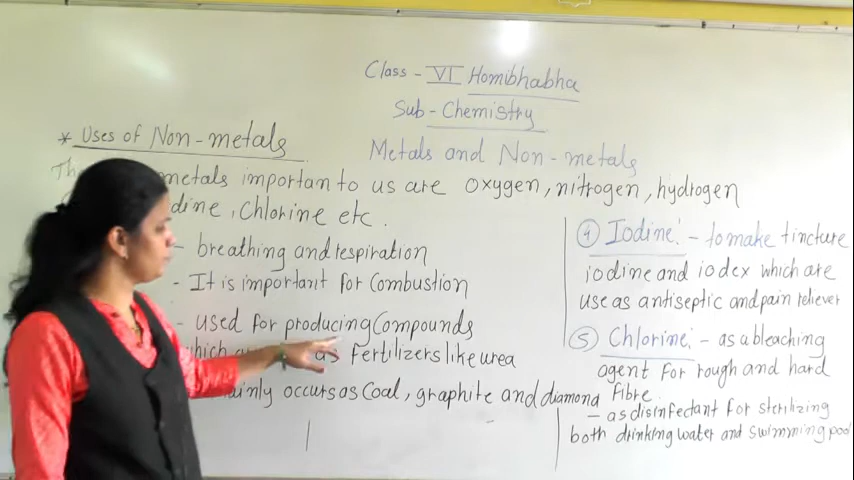 Class - VI Homibhabha
Sub - Chemistry
Metals and Non-metals
* Uses of Non-metals
metals important to us are oxygen, nitrogen, hydrogen
dine, Chlorine etc.
- breathing and respiration
- It is important for Combustion
- used for producing Compounds
as fertilizers like urea
occurs as Coal, graphite and diamond
④ Iodine: - to make tincture
iodine and iodex which are
use as antiseptic and pain reliever
⑤ Chlorine: - as a bleaching
agent for rough and hard
fibre.
- as disinfectant for sterilizing
both drinking water and swimming pool